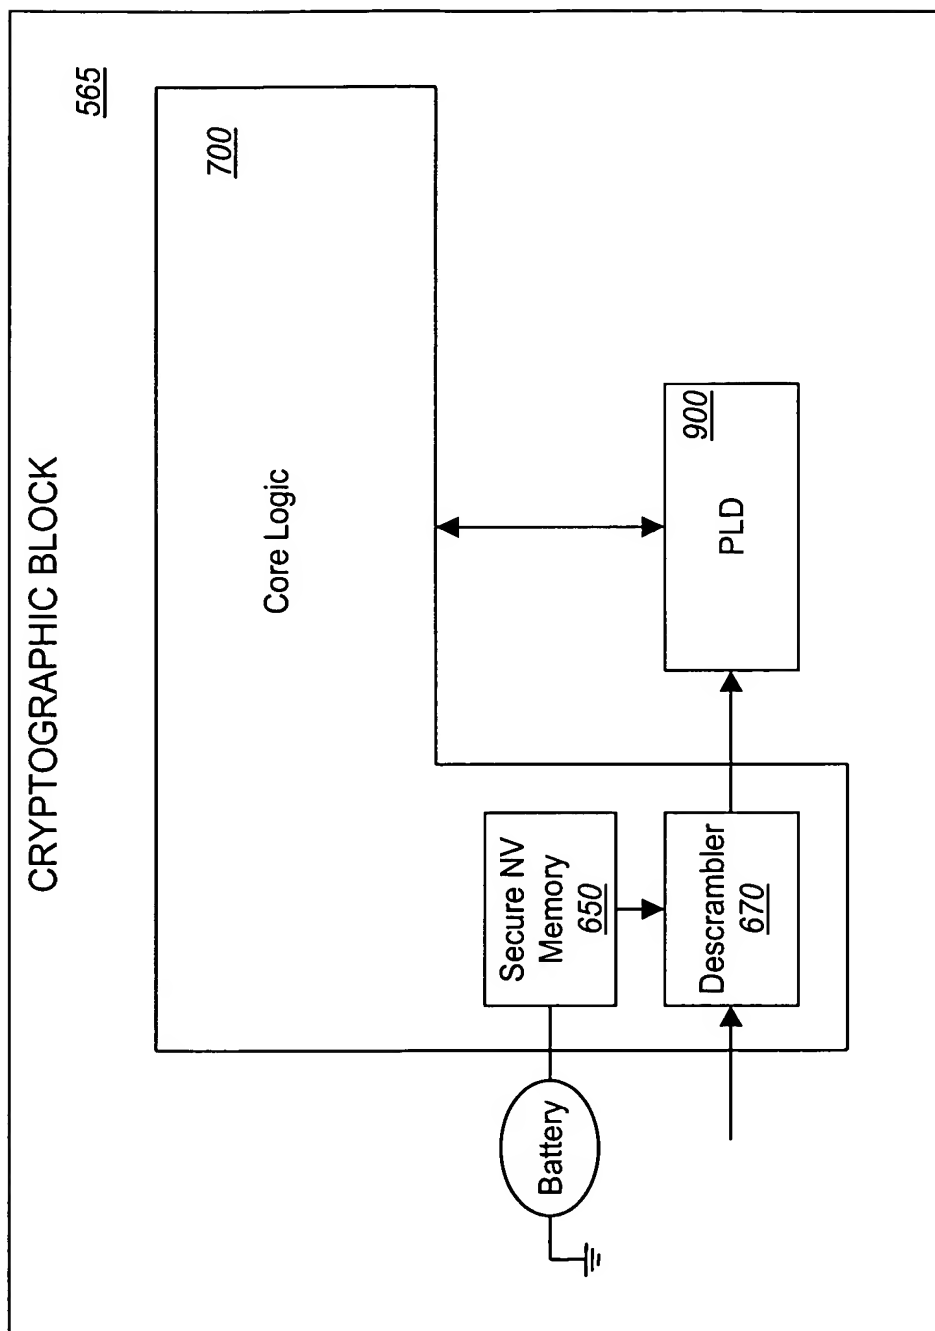 CRYPTOGRAPHIC BLOCK
565
700
Core Logic
Secure NV
Memory
650
Battery
Descrambler
670
900
PLD